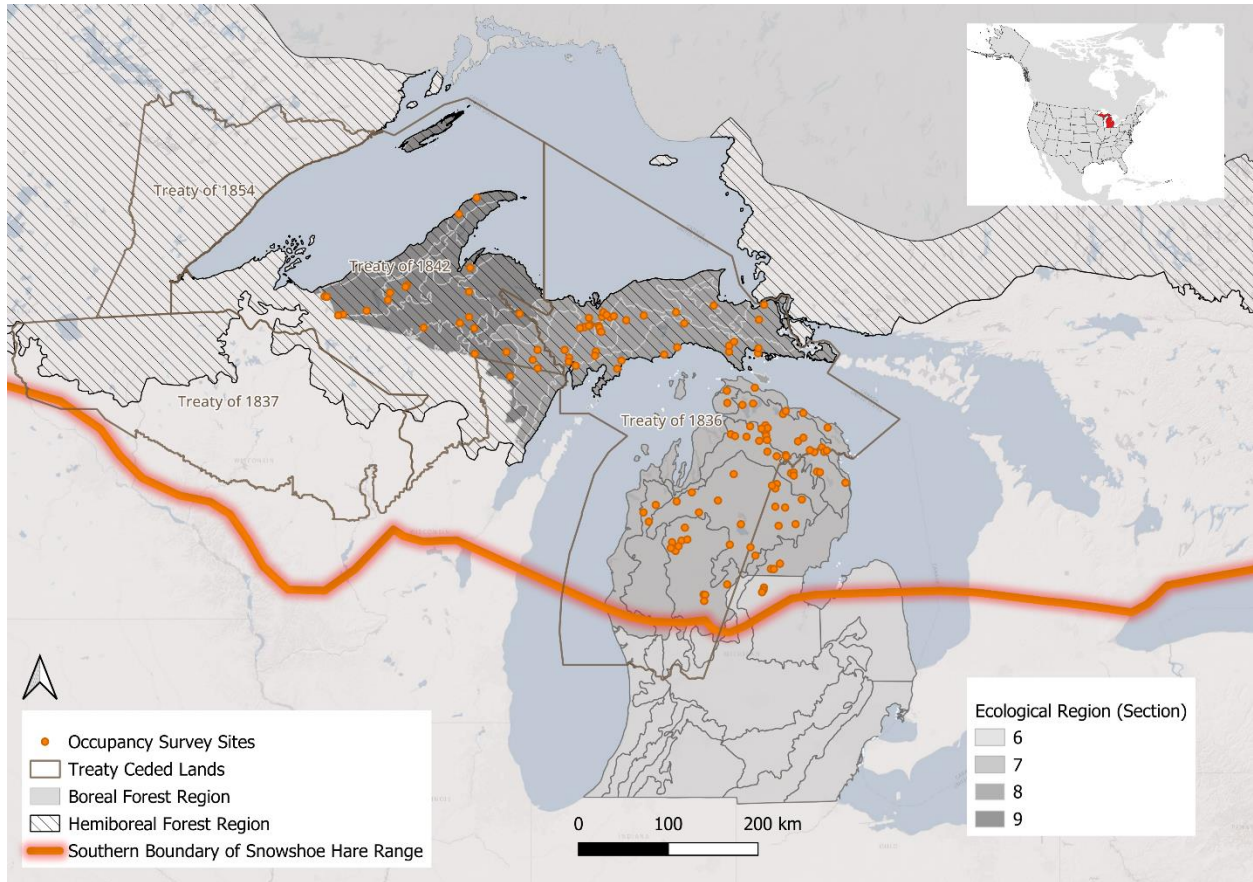 Treaty of 1854
Treaty of 1842
Treaty of 1837
Treaty of 1836
Occupancy Survey Sites
Treaty Ceded Lands
Boreal Forest Region
Hemiboreal Forest Region
Southern Boundary of Snowshoe Hare Range
0 100 200 km
Ecological Region (Section)
6
7
8
9